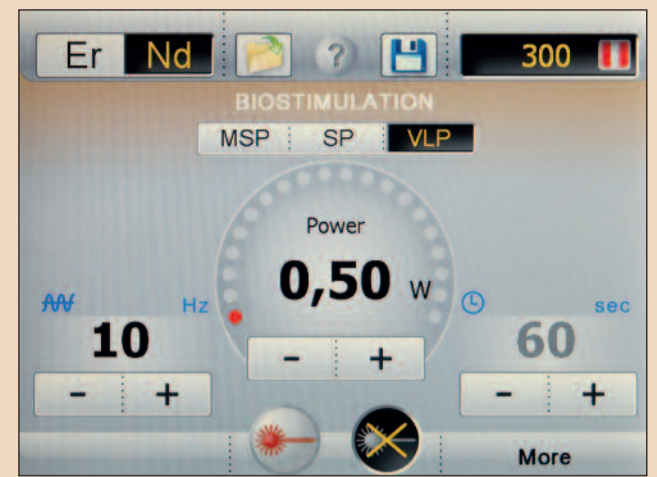 Er Nd ? 300
BIOSTIMULATION
MSP SP VLP
Power
0,50 W
Hz sec
10 60
- + - + - +
More